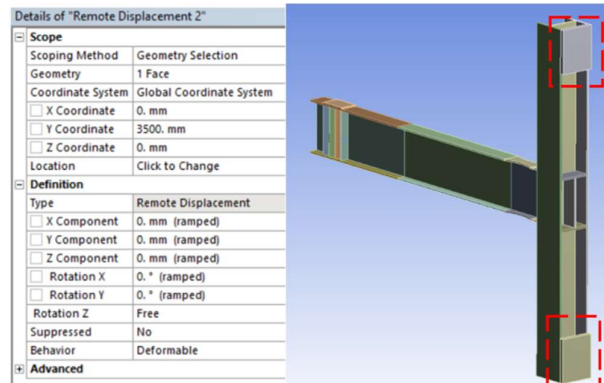 Details of "Remote Displacement 2"
Scope
Scoping Method Geometry Selection
Geometry 1 Face
Coordinate System Global Coordinate System
X Coordinate 0. mm
Y Coordinate 3500. mm
Z Coordinate 0. mm
Location Click to Change
Definition
Type Remote Displacement
X Component 0. mm (ramped)
Y Component 0. mm (ramped)
Z Component 0. mm (ramped)
Rotation X 0. ° (ramped)
Rotation Y 0. ° (ramped)
Rotation Z Free
Suppressed No
Behavior Deformable
Advanced